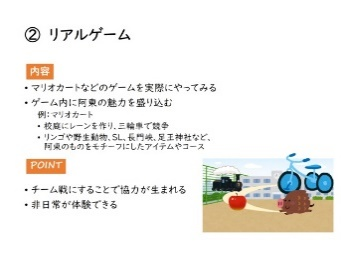 ② リアルゲーム
内容
• マリオカートなどのゲームを実際にやってみる
• ゲーム内に阿東の魅力を盛り込む
例：マリオカート
• 校庭にレーンを作り、三輪車で競争
• リンゴや野生動物、SL、長門峡、足王神社など、
阿東のものをモチーフにしたアイテムやコース
POINT
• チーム戦にすることで協力が生まれる
• 非日常が体験できる